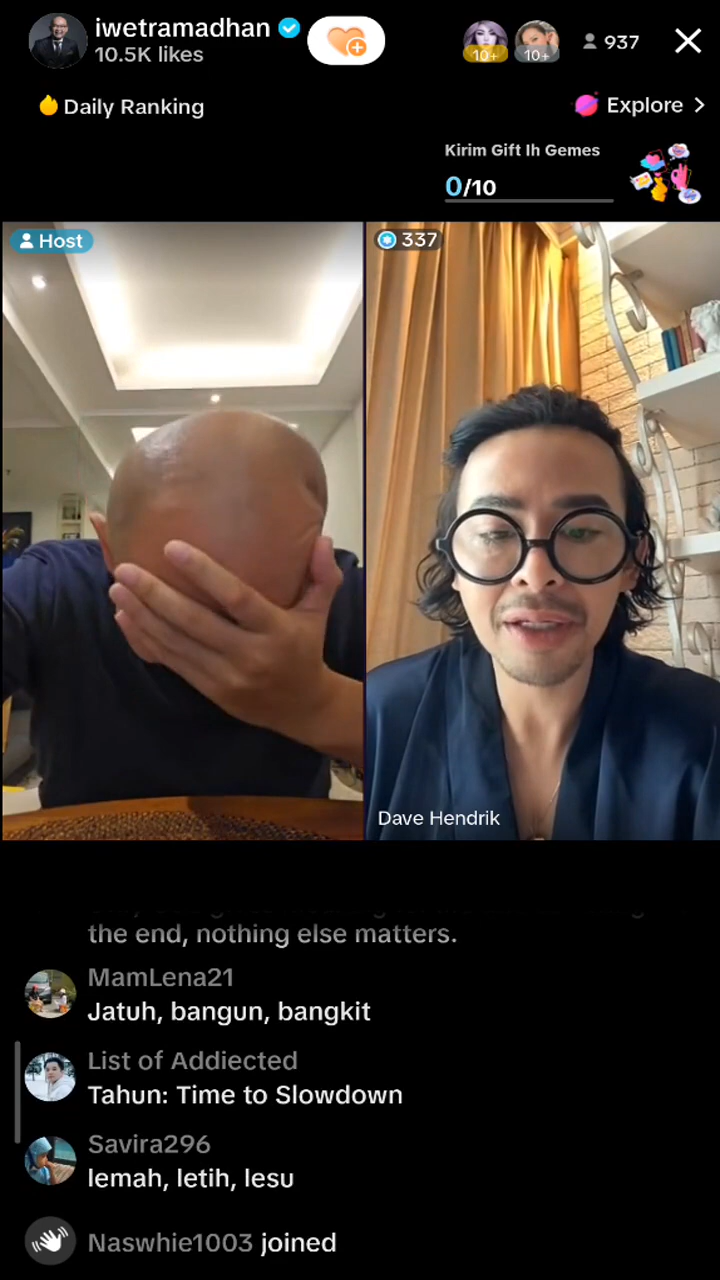 iwetramadhan
10.5K likes
10+
10+
937
Daily Ranking
Explore
Kirim Gift Ih Gemes
0/10
Host
337
Dave Hendrik
the end, nothing else matters.
MamLena21
Jatuh, bangun, bangkit
List of Addiected
Tahun: Time to Slowdown
Savira296
lemah, letih, lesu
Naswhie1003 joined